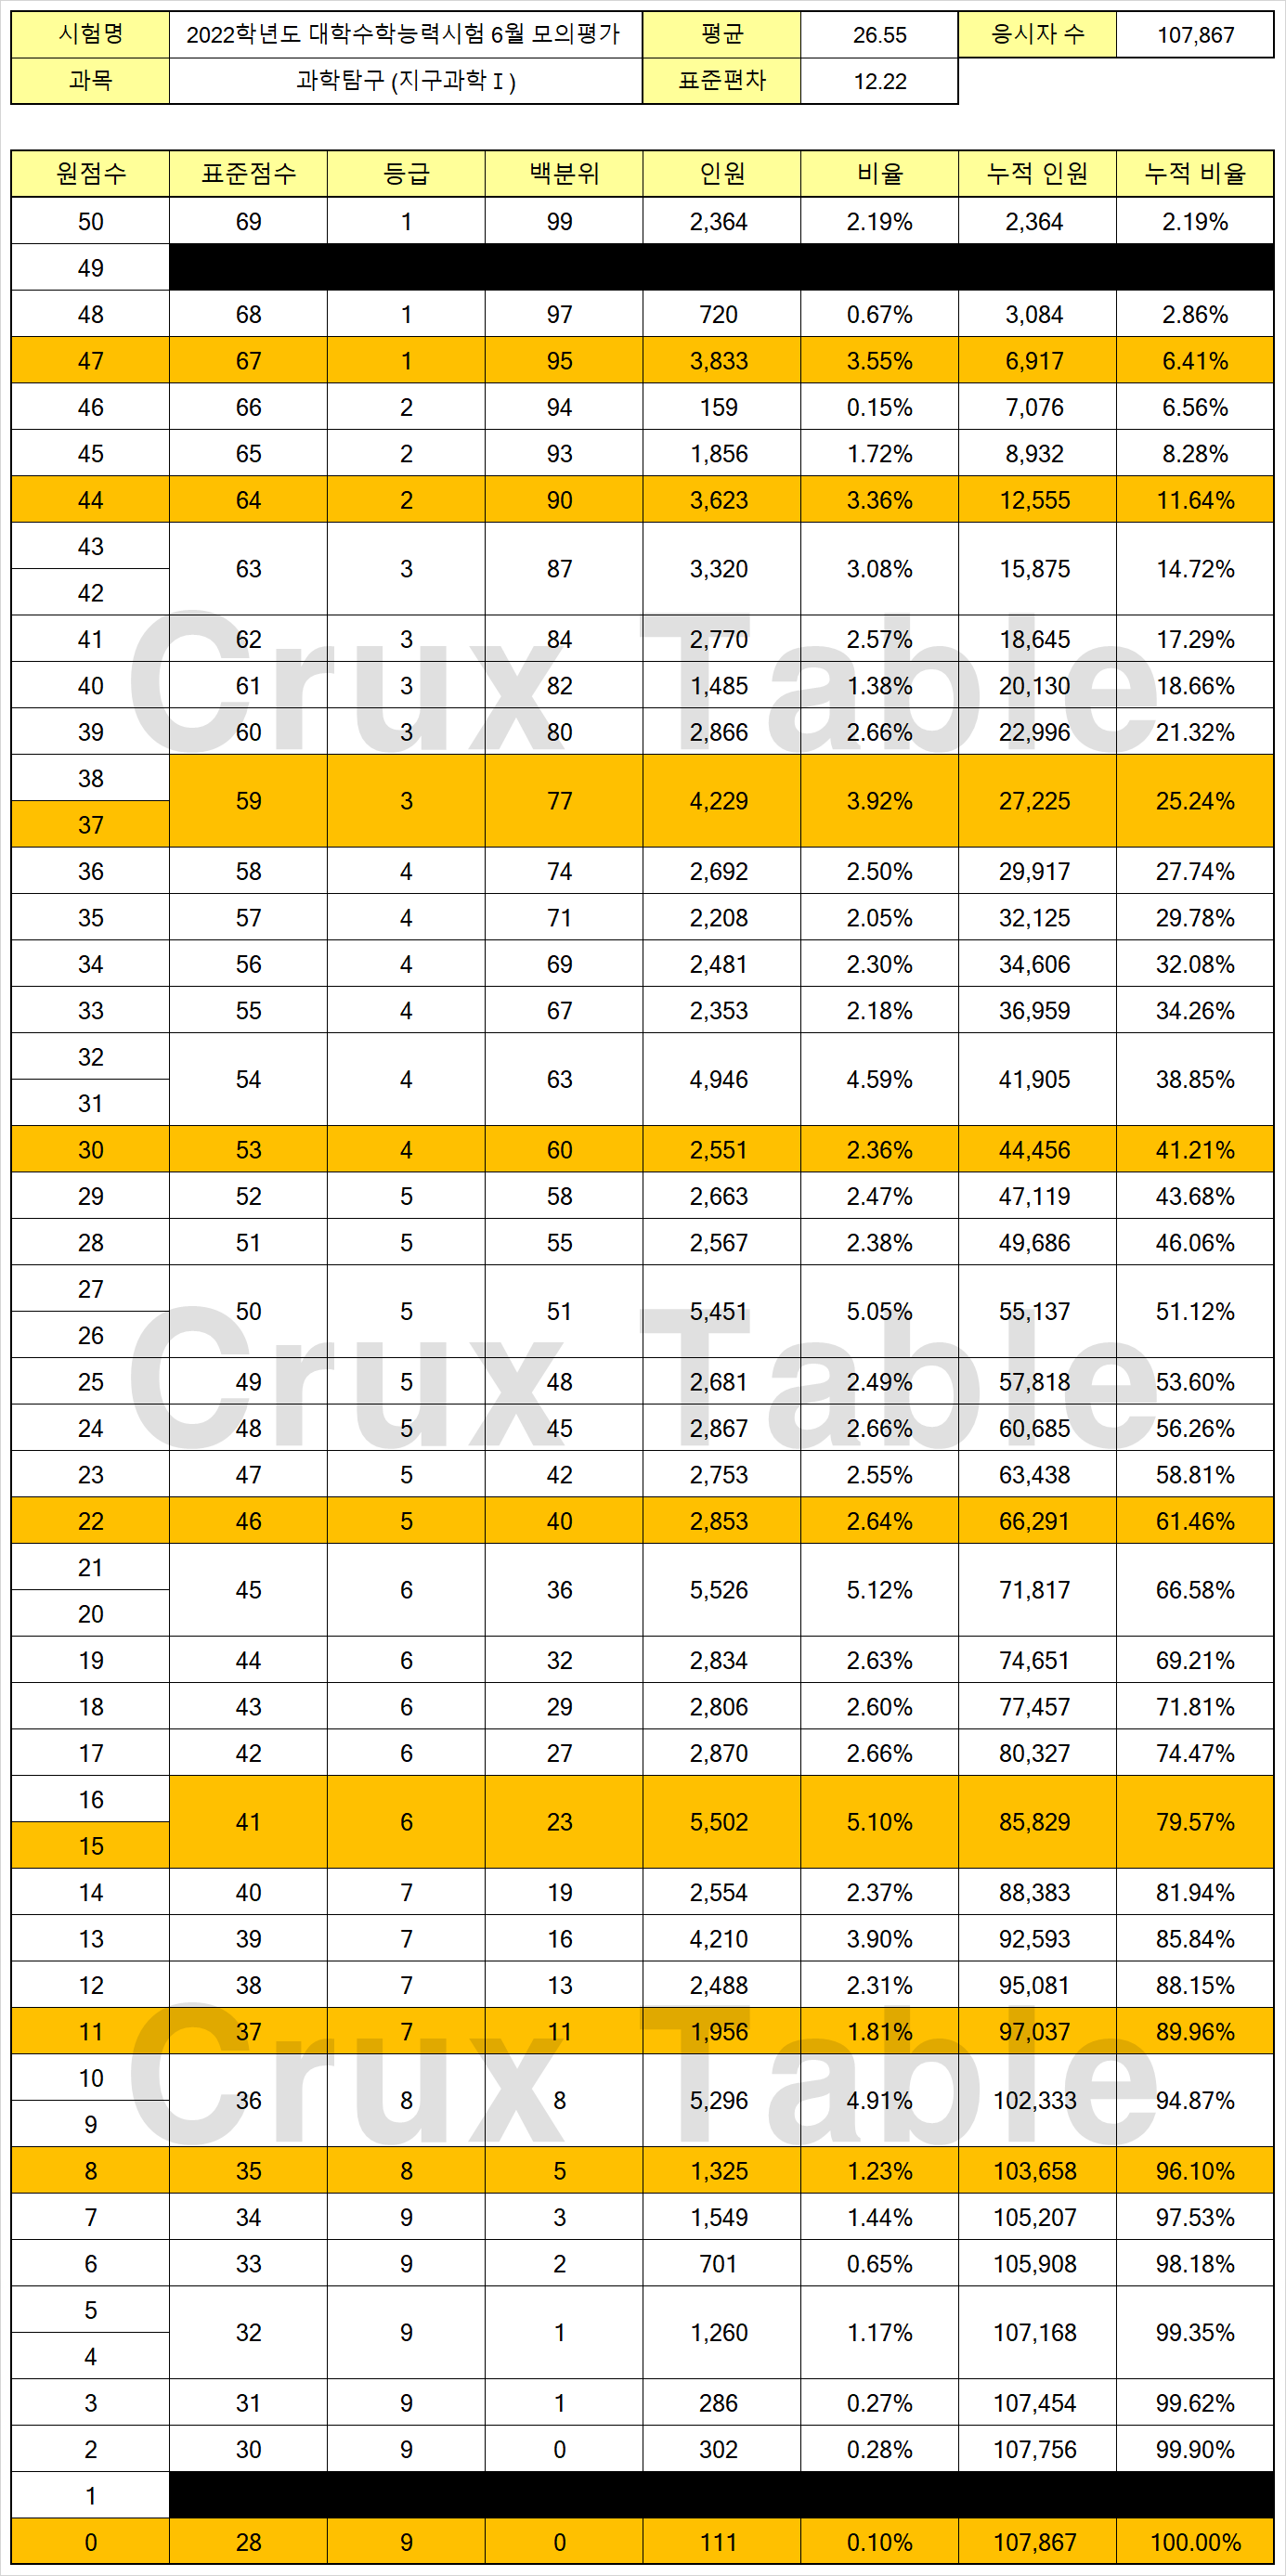 시험명 2022학년도 대학수학능력시험 6월 모의평가 평균 26.55 응시자 수 107,867
과목 과학탐구 (지구과학 I) 표준편차 12.22
원점수 표준점수 등급 백분위 인원 비율 누적 인원 누적 비율
50 69 1 99 2,364 2.19% 2,364 2.19%
49
48 68 1 97 720 0.67% 3,084 2.86%
47 67 1 95 3,833 3.55% 6,917 6.41%
46 66 2 94 159 0.15% 7,076 6.56%
45 65 2 93 1,856 1.72% 8,932 8.28%
44 64 2 90 3,623 3.36% 12,555 11.64%
43
63 3 87 3,320 3.08% 15,875 14.72%
42
41 62 3 84 2,770 2.57% 18,645 17.29%
40 61 3 82 1,485 1.38% 20,130 18.66%
39 60 3 80 2,866 2.66% 22,996 21.32%
Crux Table
38
59 3 77 4,229 3.92% 27,225 25.24%
37
36 58 4 74 2,692 2.50% 29,917 27.74%
35 57 4 71 2,208 2.05% 32,125 29.78%
34 56 4 69 2,481 2.30% 34,606 32.08%
33 55 4 67 2,353 2.18% 36,959 34.26%
32
54 4 63 4,946 4.59% 41,905 38.85%
31
30 53 4 60 2,551 2.36% 44,456 41.21%
29 52 5 58 2,663 2.47% 47,119 43.68%
28 51 5 55 2,567 2.38% 49,686 46.06%
27
50 5 51 5,451 5.05% 55,137 51.12%
26
25 49 5 48 2,681 2.49% 57,818 53.60%
Crux Table
24 48 5 45 2,867 2.66% 60,685 56.26%
23 47 5 42 2,753 2.55% 63,438 58.81%
22 46 5 40 2,853 2.64% 66,291 61.46%
21
45 6 36 5,526 5.12% 71,817 66.58%
20
19 44 6 32 2,834 2.63% 74,651 69.21%
18 43 6 29 2,806 2.60% 77,457 71.81%
17 42 6 27 2,870 2.66% 80,327 74.47%
16
41 6 23 5,502 5.10% 85,829 79.57%
15
14 40 7 19 2,554 2.37% 88,383 81.94%
13 39 7 16 4,210 3.90% 92,593 85.84%
12 38 7 13 2,488 2.31% 95,081 88.15%
11 37 7 11 1,956 1.81% 97,037 89.96%
Crux Table
10
36 8 8 5,296 4.91% 102,333 94.87%
9
8 35 8 5 1,325 1.23% 103,658 96.10%
7 34 9 3 1,549 1.44% 105,207 97.53%
6 33 9 2 701 0.65% 105,908 98.18%
5
32 9 1 1,260 1.17% 107,168 99.35%
4
3 31 9 1 286 0.27% 107,454 99.62%
2 30 9 0 302 0.28% 107,756 99.90%
1
0 28 9 0 111 0.10% 107,867 100.00%